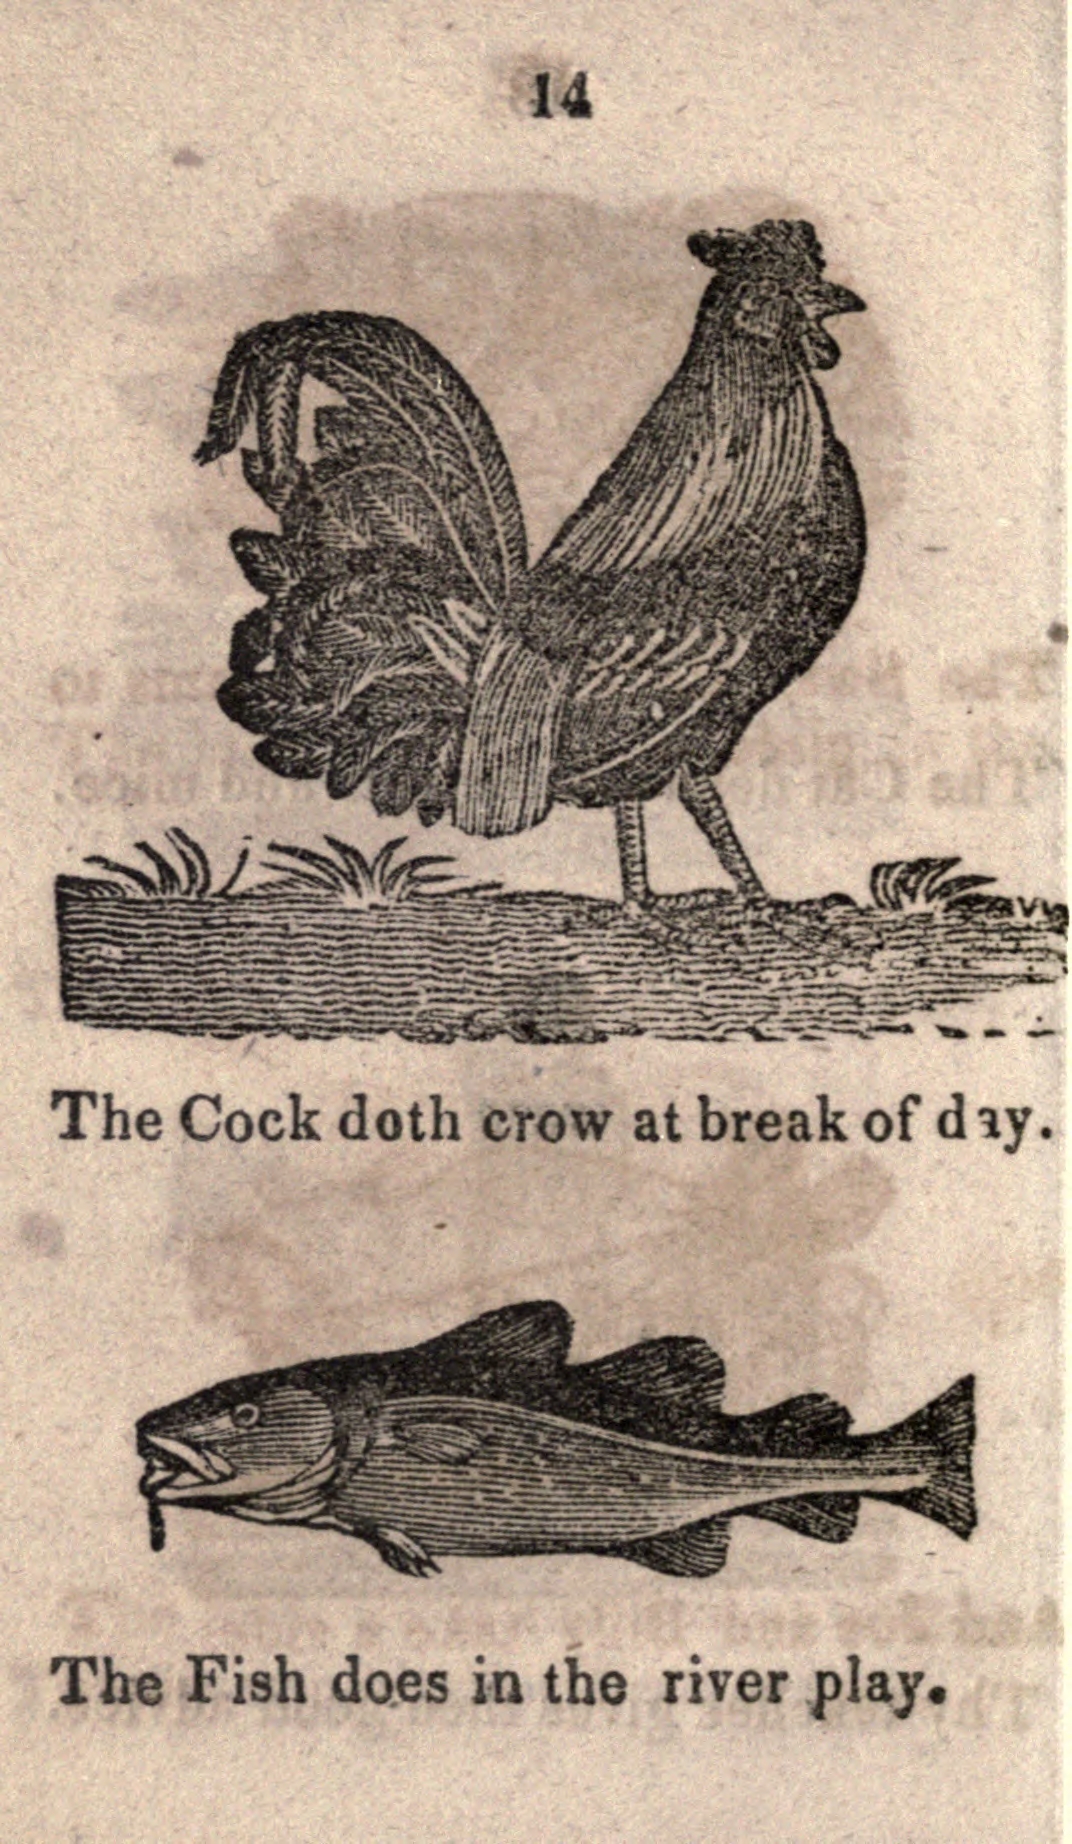 14
The Cock doth crow at break of day.
The Fish does in the river play.